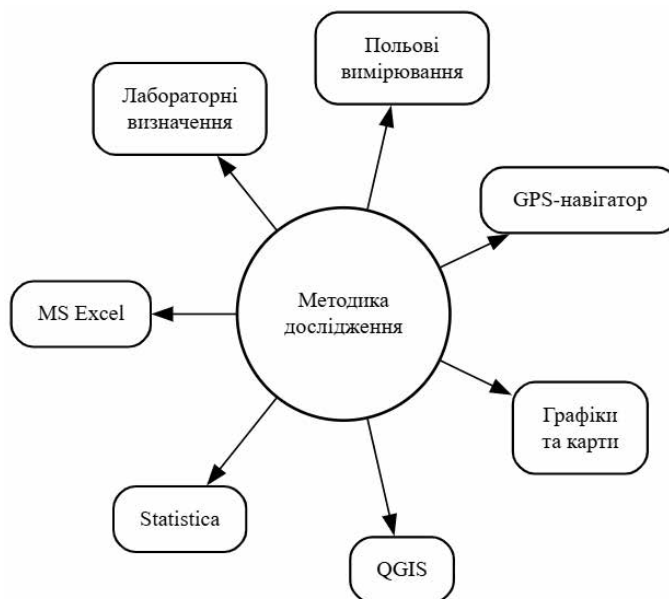 Польові
вимірювання
Лабораторні
визначення
GPS-навігатор
MS Excel
Методика
дослідження
Графіки
та карти
Statistica
QGIS